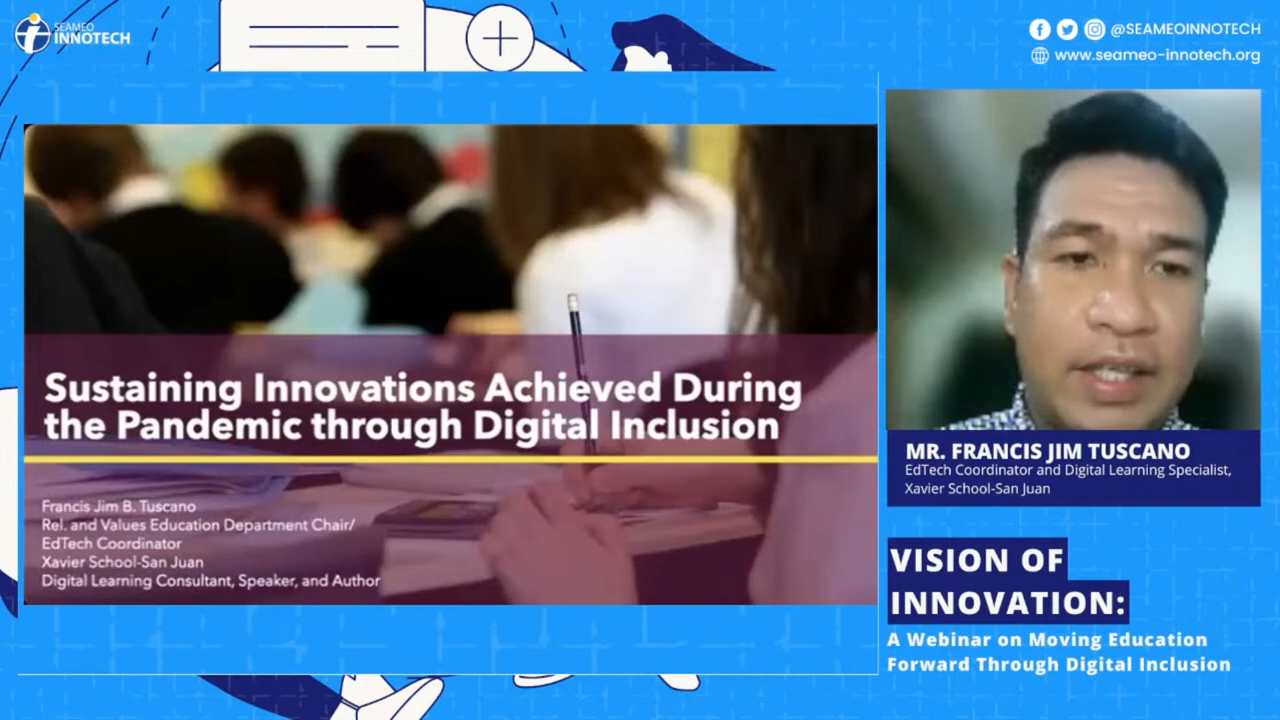 SEAMEO
INNOTECH
@SEAMEOINNOTECH
www.seameo-innotech.org
Sustaining Innovations Achieved During
the Pandemic through Digital Inclusion
Francis Jim B. Tuscano
Rel. and Values Education Department Chair/
EdTech Coordinator
Xavier School-San Juan
Digital Learning Consultant, Speaker, and Author
MR. FRANCIS JIM TUSCANO
EdTech Coordinator and Digital Learning Specialist,
Xavier School-San Juan
VISION OF
INNOVATION:
A Webinar on Moving Education
Forward Through Digital Inclusion